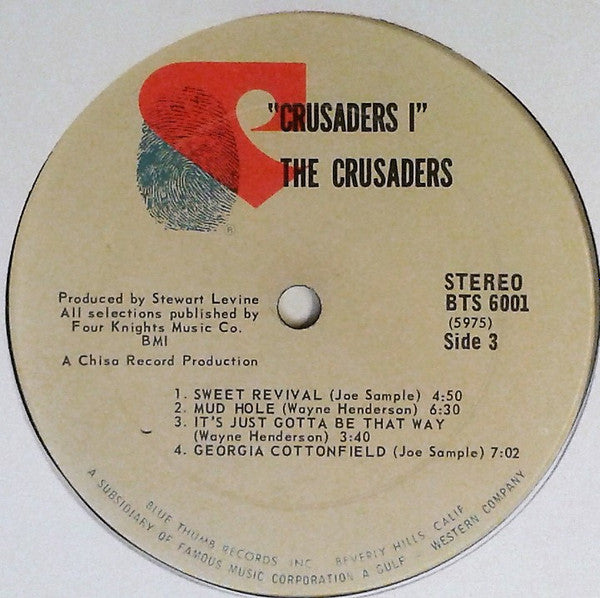 "CRUSADERS I"
THE CRUSADERS
®
Produced by Stewart Levine
All selections published by
Four Knights Music Co.
BMI
A Chisa Record Production
STEREO
BTS 6001
(5975)
Side 3
1. SWEET REVIVAL (Joe Sample) 4:50
2. MUD HOLE (Wayne Henderson) 6:30
3. IT'S JUST GOTTA BE THAT WAY
(Wayne Henderson) 3:40
4. GEORGIA COTTONFIELD (Joe Sample) 7:02
BLUE THUMB RECORDS INC. BEVERLY HILLS, CALIF.
A SUBSIDIARY OF FAMOUS MUSIC CORPORATION A GULF WESTERN COMPANY